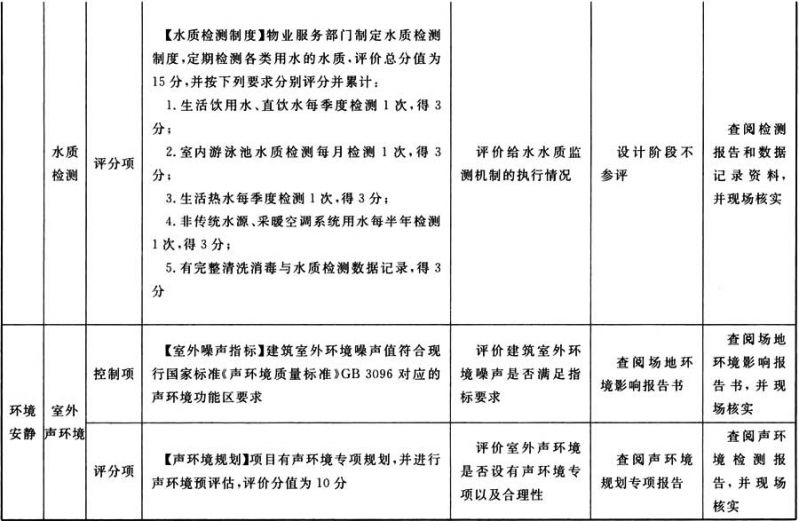 水质
检测
评分项
【水质检测制度】物业服务部门制定水质检测
制度,定期检测各类用水的水质,评价总分值为
15分,并按下列要求分别评分并累计:
1.生活饮用水、直饮水每季度检测1次,得3
分;
2.室内游泳池水质检测每月检测1次,得3
分;
3.生活热水每季度检测1次,得3分;
4.非传统水源、采暖空调系统用水每半年检测
1次,得3分;
5.有完整清洗消毒与水质检测数据记录,得3
分
评价给水水质监
测机制的执行情况
设计阶段不
参评
查阅检测
报告和数据
记录资料,
并现场核实
环境
安静
室外
声环境
控制项
【室外噪声指标】建筑室外环境噪声值符合现
行国家标准《声环境质量标准》GB 3096对应的
声环境功能区要求
评价建筑室外环
境噪声是否满足指
标要求
查阅场地环
境影响报告书
查阅场地
环境影响报
告书,并现
场核实
评分项
【声环境规划】项目有声环境专项规划,并进行
声环境预评估,评价分值为10分
评价室外声环境
是否设有声环境专
项以及合理性
查阅声环境
规划专项报告
查阅声环
境检测报
告,并现场
核实